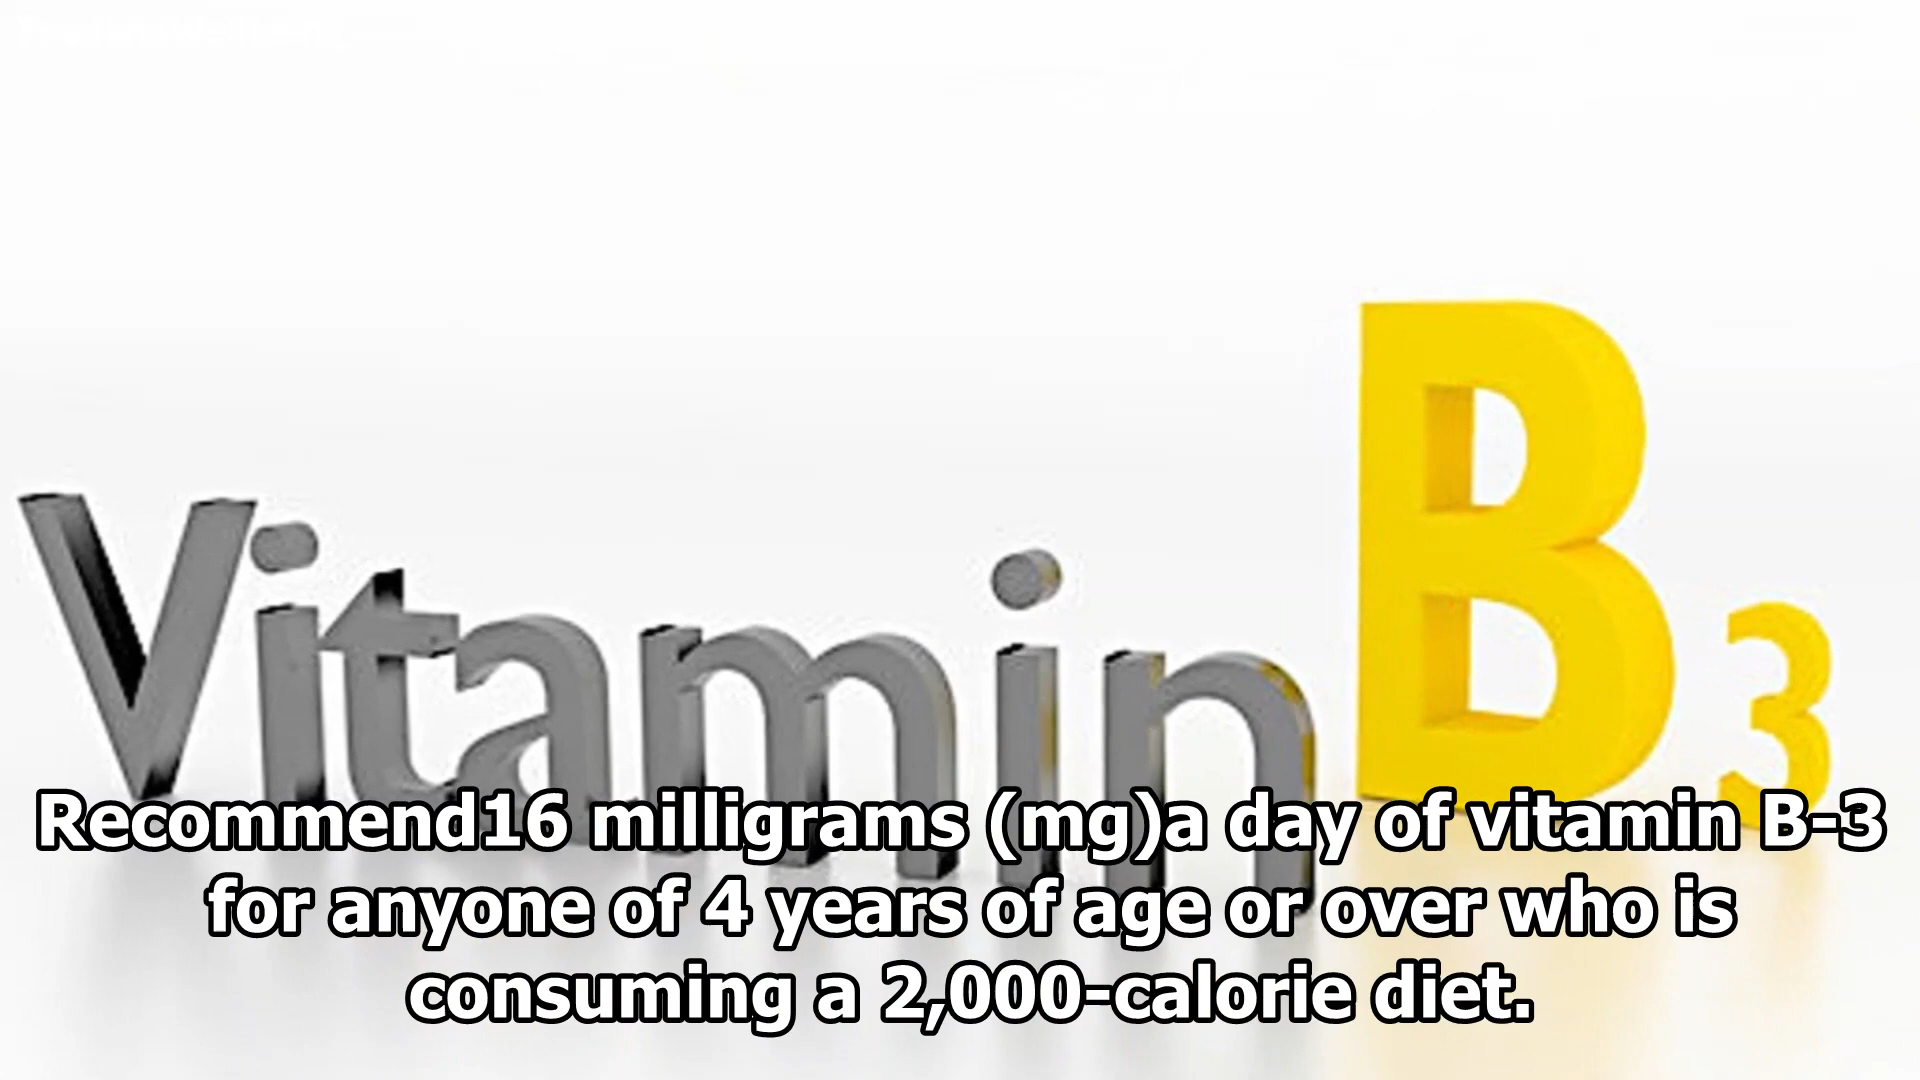 Vitamin B3
Recommend16 milligrams (mg)a day of vitamin B-3
for anyone of 4 years of age or over who is
consuming a 2,000-calorie diet.